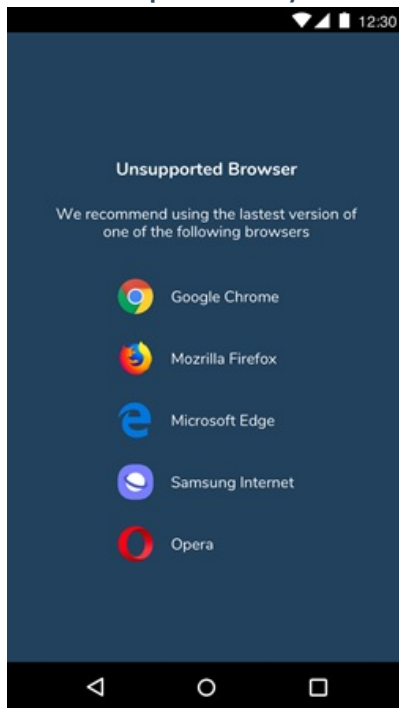 12:30
Unsupported Browser
We recommend using the lastest version of
one of the following browsers
Google Chrome
Mozrilla Firefox
Microsoft Edge
Samsung Internet
Opera